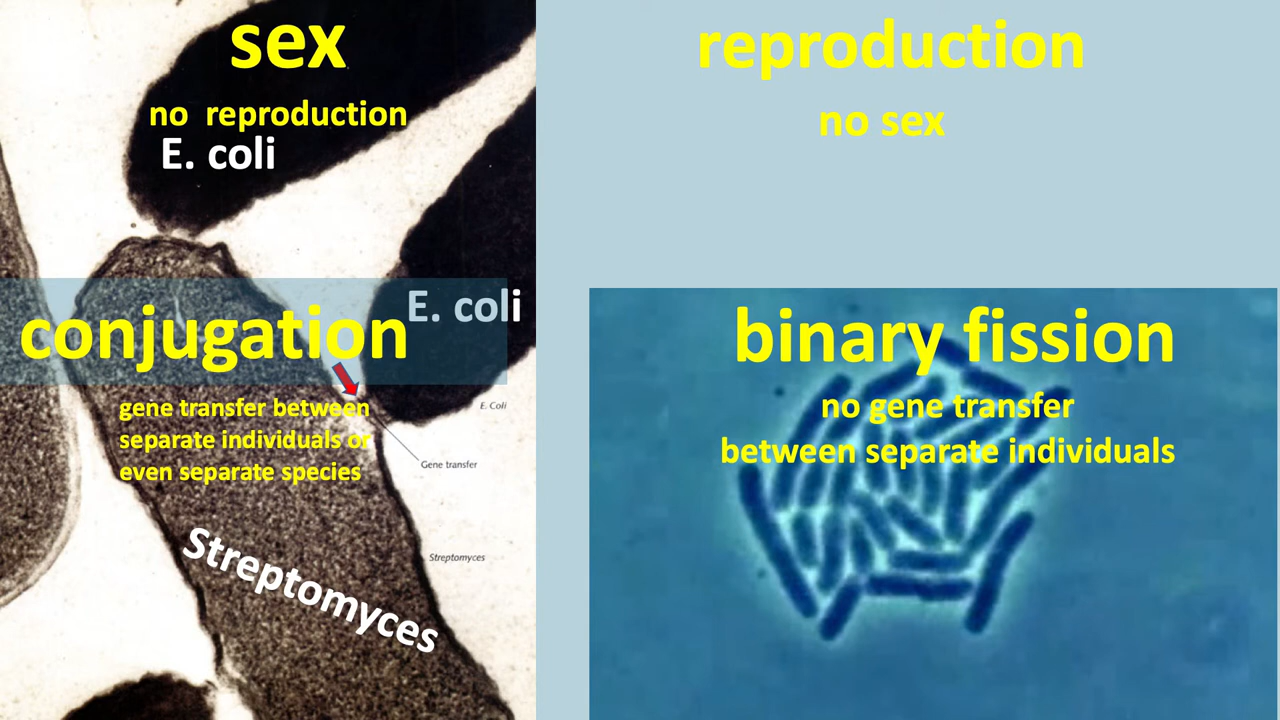 sex
no reproduction
E. coli
E. coli
conjugation
gene transfer between
separate individuals or
even separate species
E. Coli
Gene transfer
Streptomyces
Streptomyces
reproduction
no sex
binary fission
no gene transfer
between separate individuals